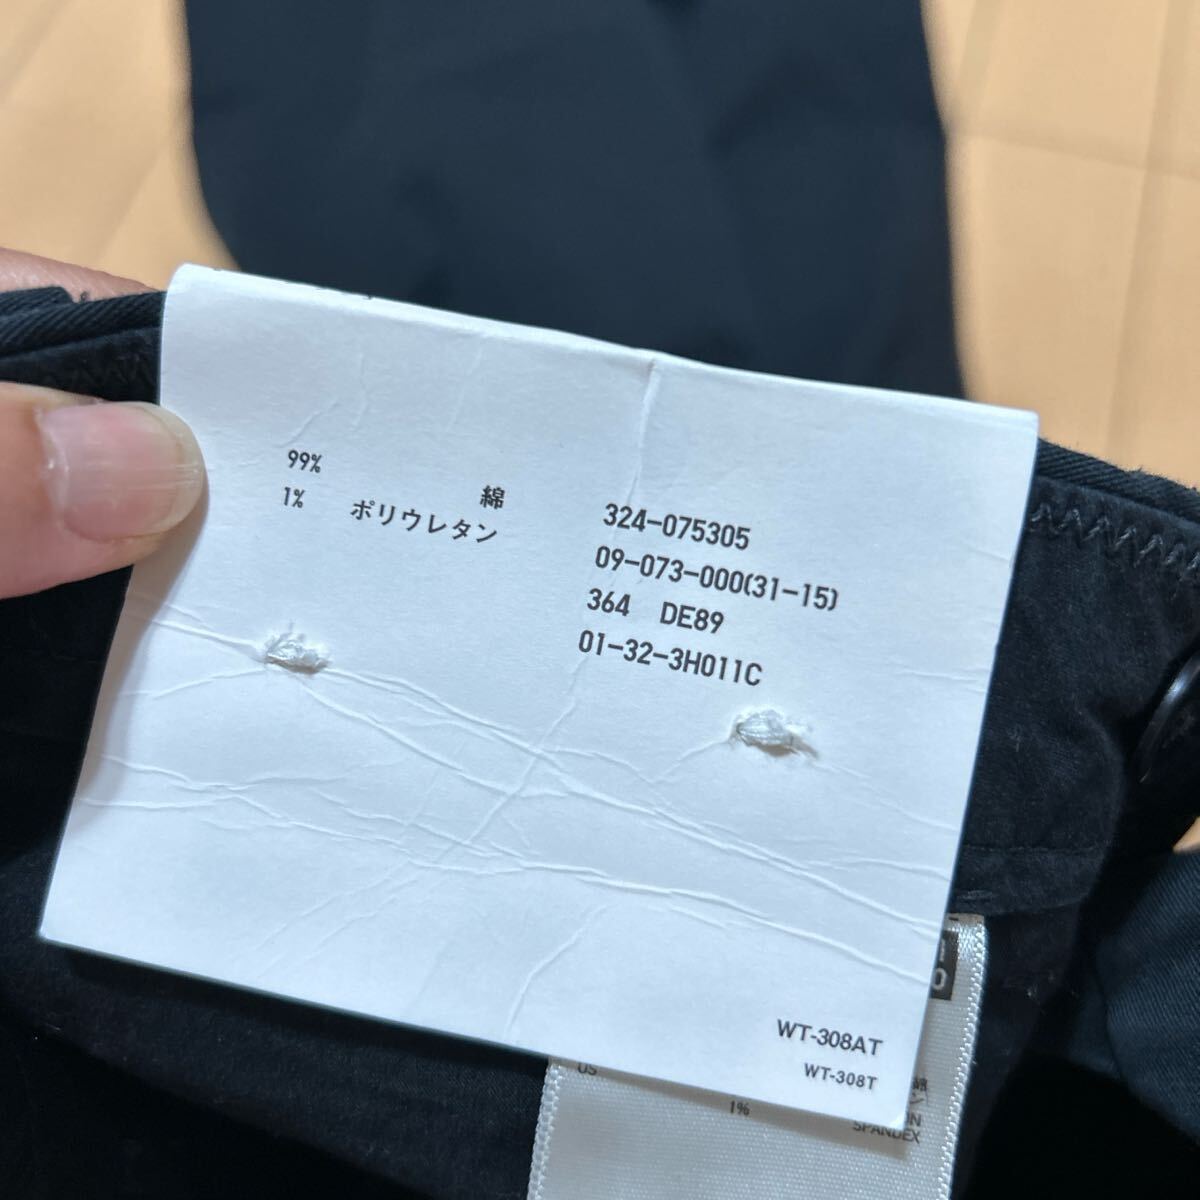 99% 綿
1% ポリウレタン
324-075305
09-073-000(31-15)
364 DE89
01-32-3H011C
WT-308AT
WT-308T
US
1%
SPANDEX